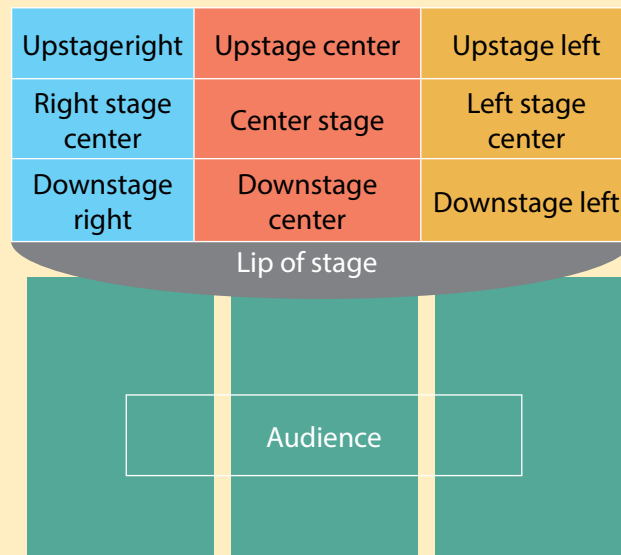 Upstageright
Upstage center
Upstage left
Right stage
center
Center stage
Left stage
center
Downstage
right
Downstage
center
Downstage left
Lip of stage
Audience